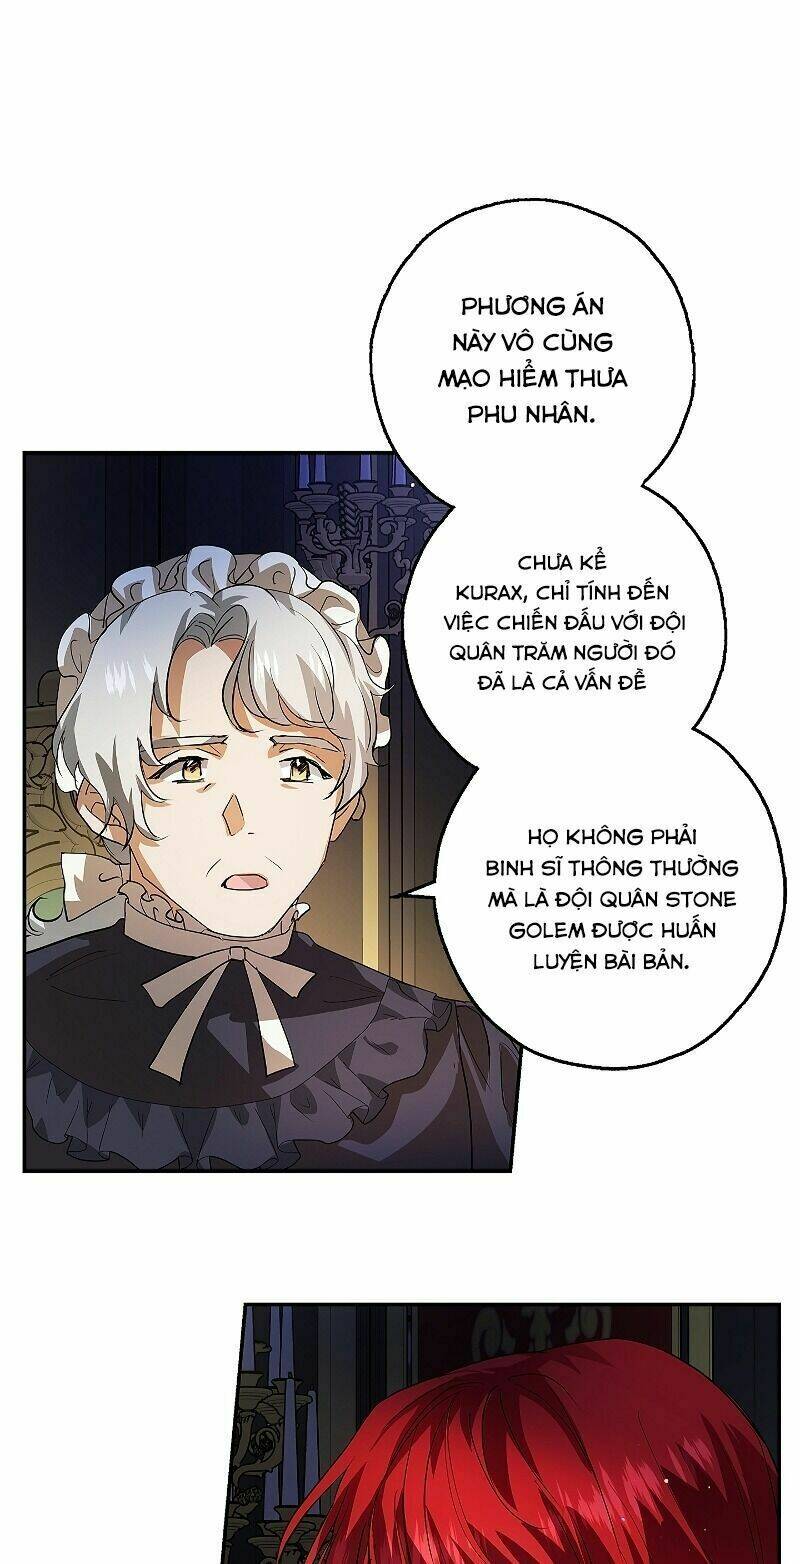 PHƯƠNG ÁN
NÀY VÔ CÙNG
MẠO HIỂM THƯA
PHU NHÂN.
CHƯA KỂ
KURAX, CHỈ TÍNH ĐẾN
VIỆC CHIẾN ĐẤU VỚI ĐỘI
QUÂN TRĂM NGƯỜI ĐÓ
ĐÃ LÀ CẢ VẤN ĐỀ
HỌ KHÔNG PHẢI
BINH SĨ THÔNG THƯỜNG
MÀ LÀ ĐỘI QUÂN STONE
GOLEM ĐƯỢC HUẤN
LUYỆN BÀI BẢN.